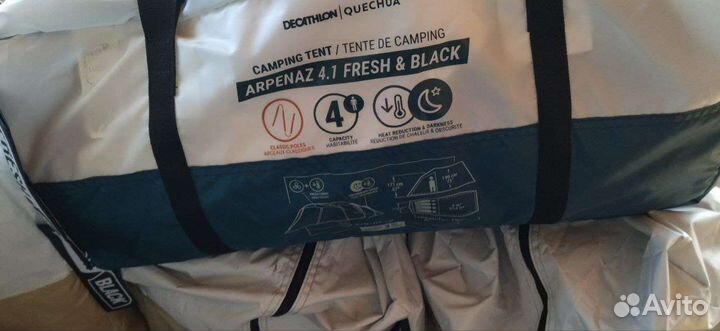 DECATHLON | QUECHUA
CAMPING TENT / TENTE DE CAMPING
ARPENAZ 4.1 FRESH & BLACK
4
CLASSIC POLES
ARCEAUX CLASSIQUES
CAPACITY
HABITABILITÉ
HEAT REDUCTION & DARKNESS
RÉDUCTION DE CHALEUR & OBSCURITÉ
BLACK
Avito